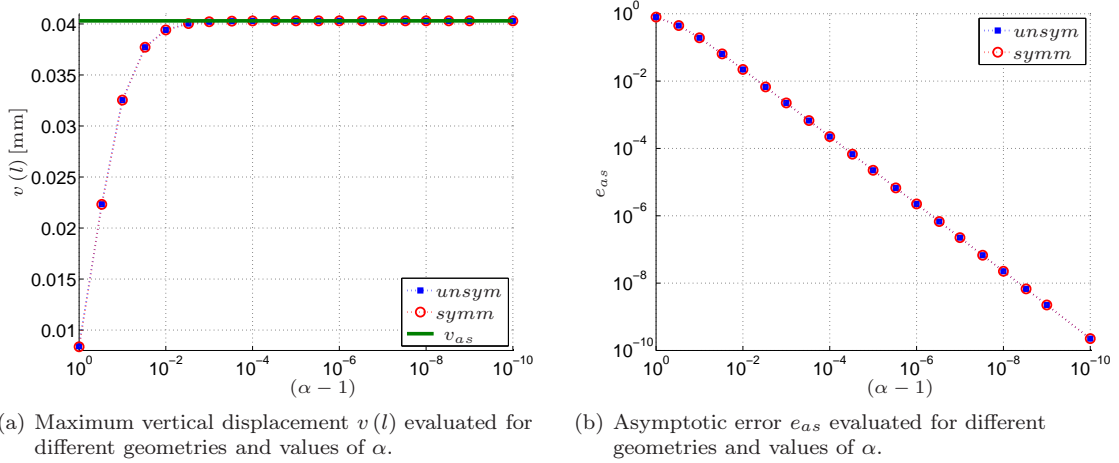 0.04
0.035
0.03
0.025
0.02
0.015
0.01
v (l) [mm]
10^0
10^−2
10^−4
10^−6
10^−8
10^−10
(α − 1)
unsym
symm
v_as
10^0
10^−2
10^−4
10^−6
10^−8
10^−10
e_as
10^0
10^−2
10^−4
10^−6
10^−8
10^−10
(α − 1)
unsym
symm
a) Maximum vertical displacement v (l) evaluated for
different geometries and values of α.
(b) Asymptotic error e_as evaluated for different
geometries and values of α.